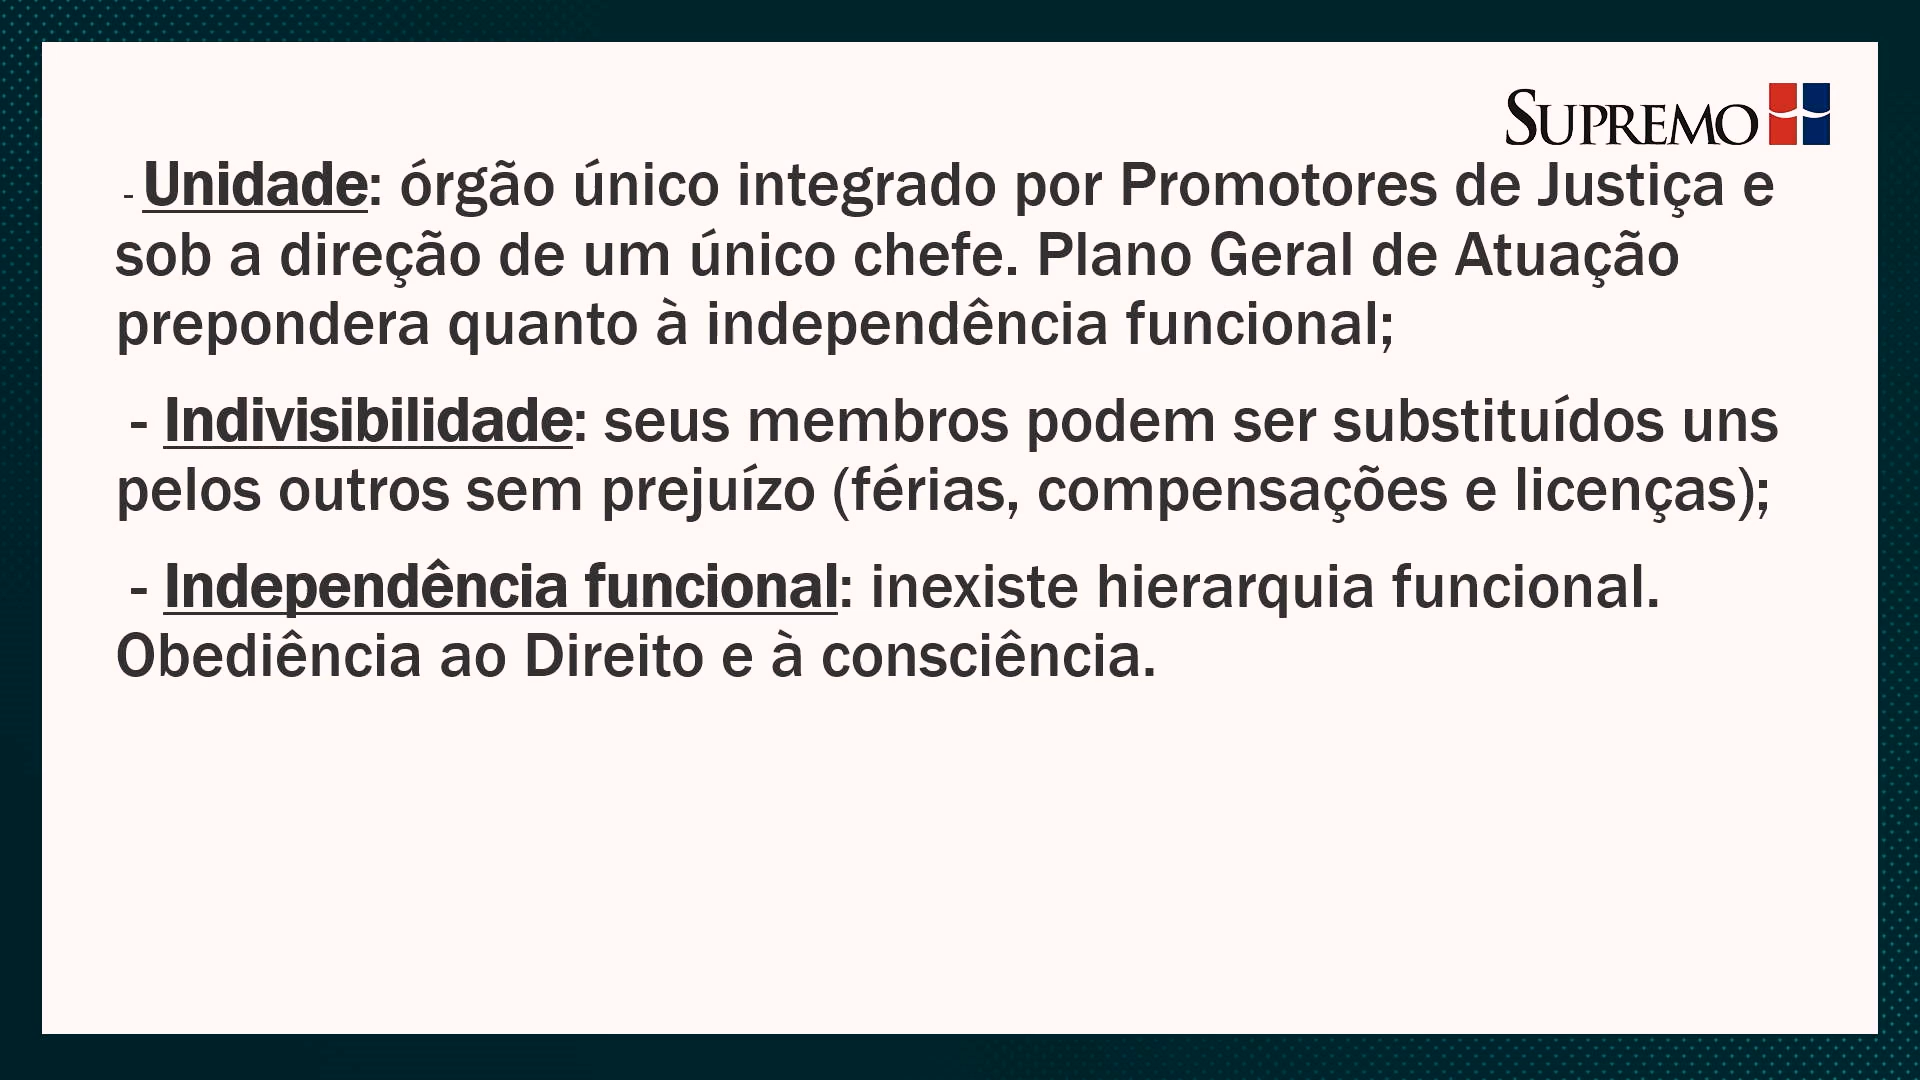 SUPREMO
- Unidade: órgão único integrado por Promotores de Justiça e
sob a direção de um único chefe. Plano Geral de Atuação
prepondera quanto à independência funcional;
- Indivisibilidade: seus membros podem ser substituídos uns
pelos outros sem prejuízo (férias, compensações e licenças);
- Independência funcional: inexiste hierarquia funcional.
Obediência ao Direito e à consciência.